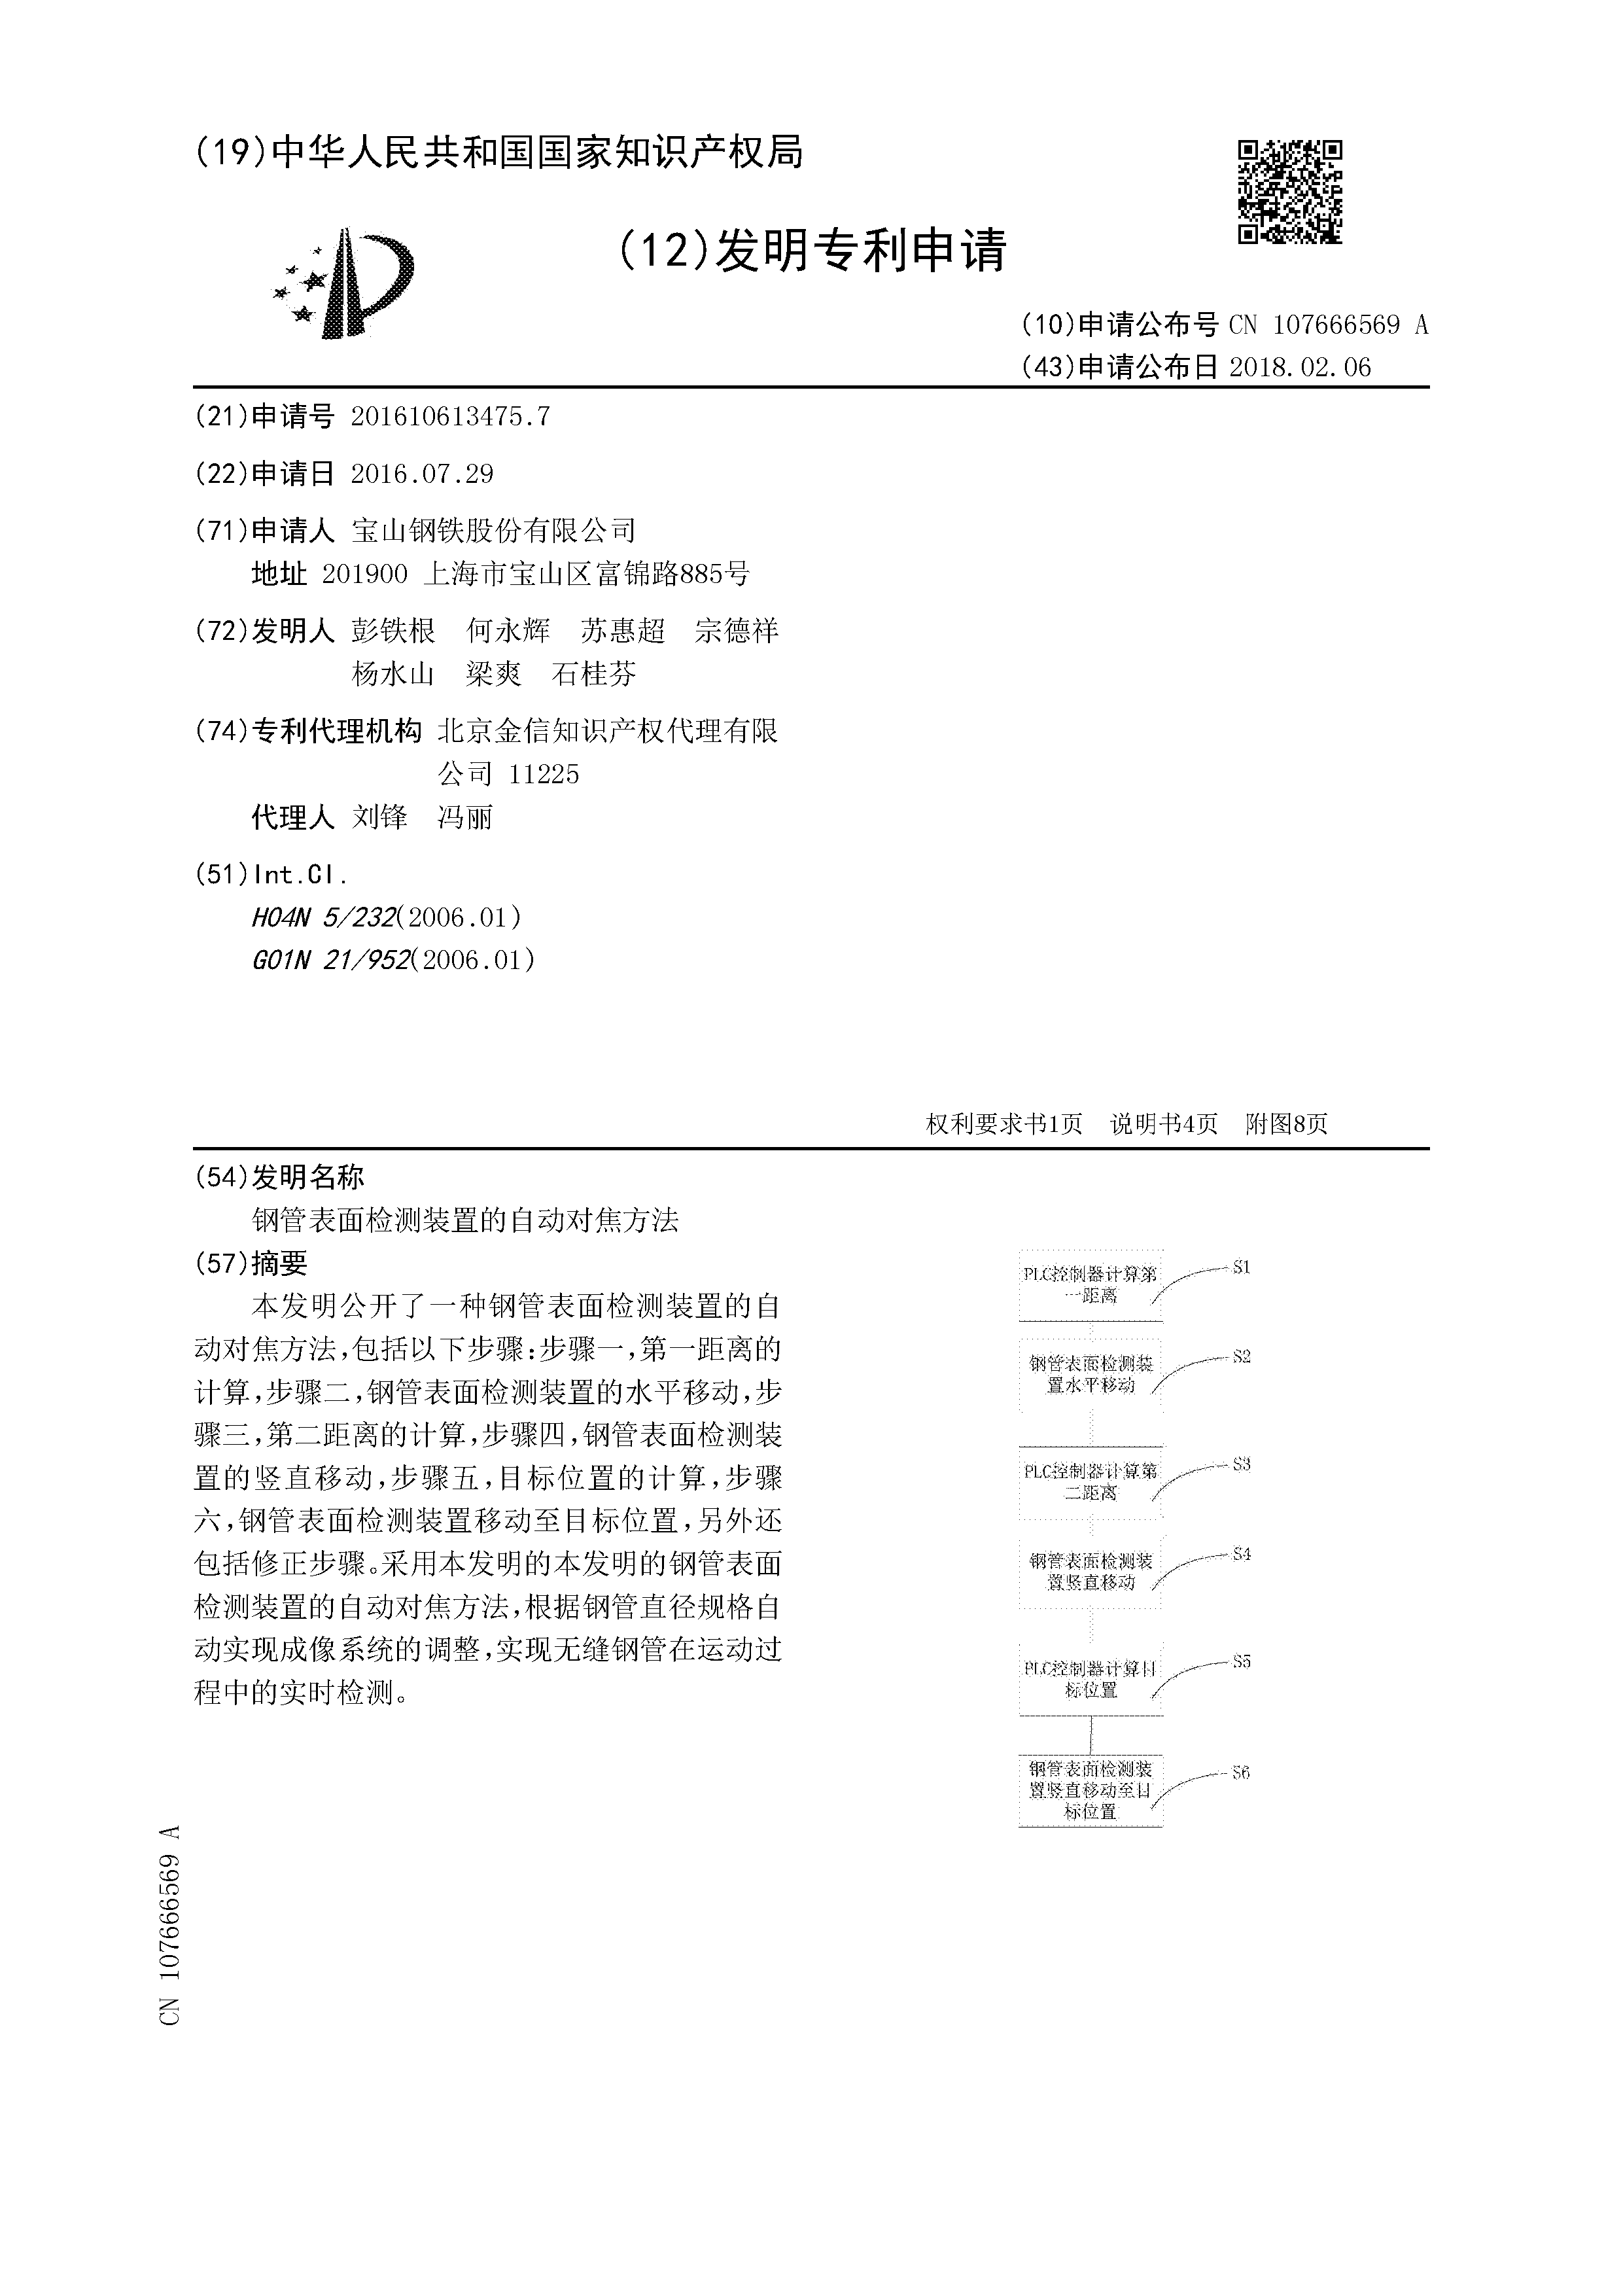 (19)中华人民共和国国家知识产权局
(12)发明专利申请
(10)申请公布号 CN 107666569 A
(43)申请公布日 2018.02.06
(21)申请号 201610613475.7
(22)申请日 2016.07.29
(71)申请人 宝山钢铁股份有限公司
地址 201900 上海市宝山区富锦路885号
(72)发明人 彭铁根 何永辉 苏惠超 宗德祥
杨水山 梁爽 石桂芬
(74)专利代理机构 北京金信知识产权代理有限
公司 11225
代理人 刘锋 冯丽
(51)Int.Cl.
H04N 5/232(2006.01)
G01N 21/952(2006.01)
权利要求书1页 说明书4页 附图8页
(54)发明名称
钢管表面检测装置的自动对焦方法
(57)摘要
本发明公开了一种钢管表面检测装置的自
动对焦方法,包括以下步骤:步骤一,第一距离的
计算,步骤二,钢管表面检测装置的水平移动,步
骤三,第二距离的计算,步骤四,钢管表面检测装
置的竖直移动,步骤五,目标位置的计算,步骤
六,钢管表面检测装置移动至目标位置,另外还
包括修正步骤。采用本发明的本发明的钢管表面
检测装置的自动对焦方法,根据钢管直径规格自
动实现成像系统的调整,实现无缝钢管在运动过
程中的实时检测。
PLC控制器计算第
一距离
S1
钢管表面检测装
置水平移动
S2
PLC控制器计算第
二距离
S3
钢管表面检测装
置竖直移动
S4
PLC控制器计算目
标位置
S5
钢管表面检测装
置竖直移动至目
标位置
S6
CN 107666569 A